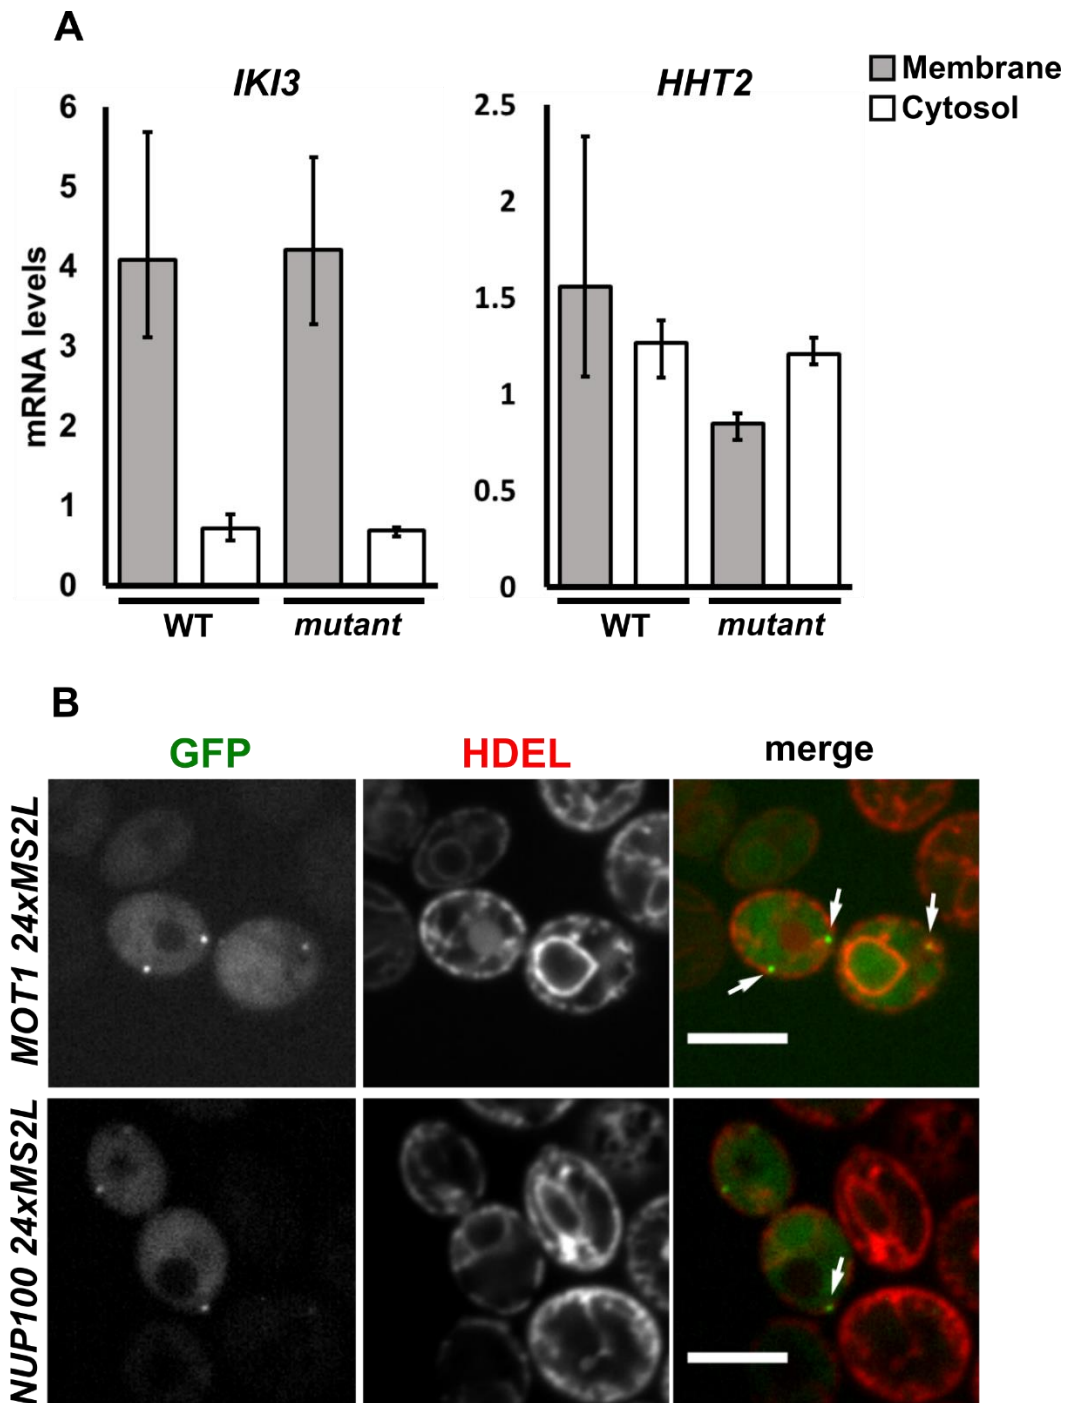 A
IKI3
HHT2
Membrane
Cytosol
mRNA levels
6
5
4
3
2
1
0
2.5
2
1.5
1
0.5
0
WT
mutant
WT
mutant
B
GFP
HDEL
merge
MOT1 24xMS2L
NUP100 24xMS2L